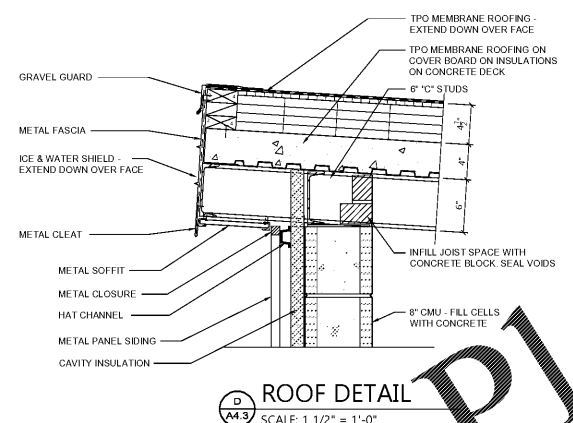 TPO MEMBRANE ROOFING -
EXTEND DOWN OVER FACE
TPO MEMBRANE ROOFING ON
COVER BOARD ON INSULATIONS
ON CONCRETE DECK
6" "C" STUDS
GRAVEL GUARD
METAL FASCIA
ICE & WATER SHIELD -
EXTEND DOWN OVER FACE
METAL CLEAT
METAL SOFFIT
METAL CLOSURE
HAT CHANNEL
METAL PANEL SIDING
CAVITY INSULATION
4"
6"
INFILL JOIST SPACE WITH
CONCRETE BLOCK. SEAL VOIDS
8" CMU - FILL CELLS
WITH CONCRETE
D
A4.3
ROOF DETAIL
SCALE: 1 1/2" = 1'-0"
PJ